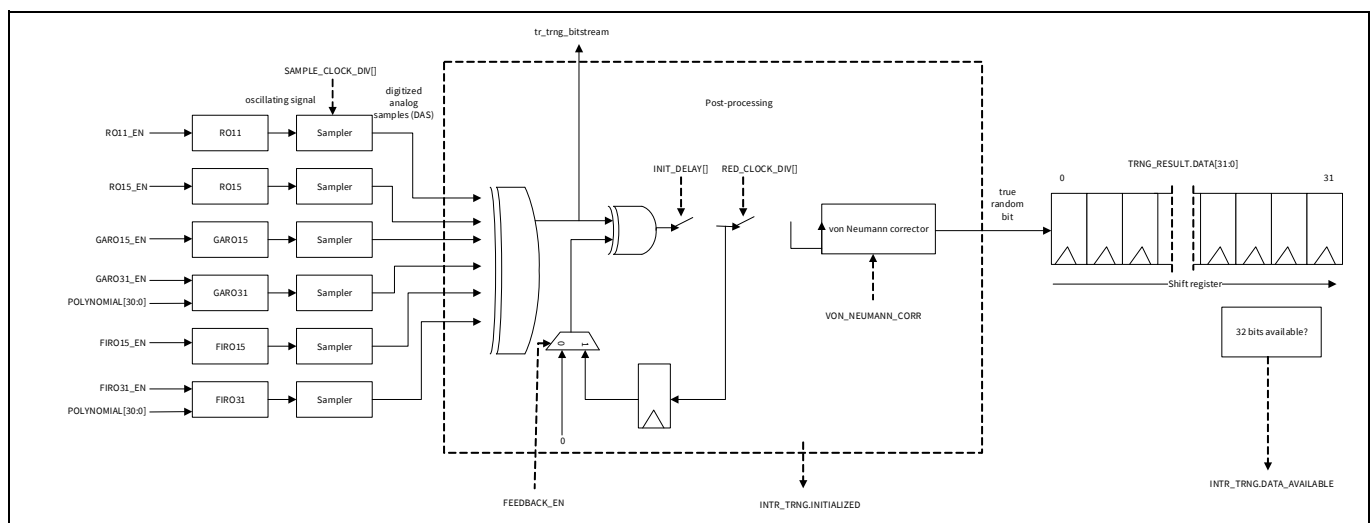 tr_trng_bitstream
SAMPLE_CLOCK_DIV[]
oscillating signal
digitized
analog
samples (DAS)
Post-processing
RO11_EN
RO11
Sampler
RO15_EN
RO15
Sampler
GARO15_EN
GARO15
Sampler
GARO31_EN
POLYNOMIAL[30:0]
GARO31
Sampler
FIRO15_EN
FIRO15
Sampler
FIRO31_EN
POLYNOMIAL[30:0]
FIRO31
Sampler
INIT_DELAY[]
RED_CLOCK_DIV[]
0
1
0
FEEDBACK_EN
von Neumann corrector
VON_NEUMANN_CORR
INTR_TRNG.INITIALIZED
true
random
bit
TRNG_RESULT.DATA[31:0]
0
31
Shift register
32 bits available?
INTR_TRNG.DATA_AVAILABLE